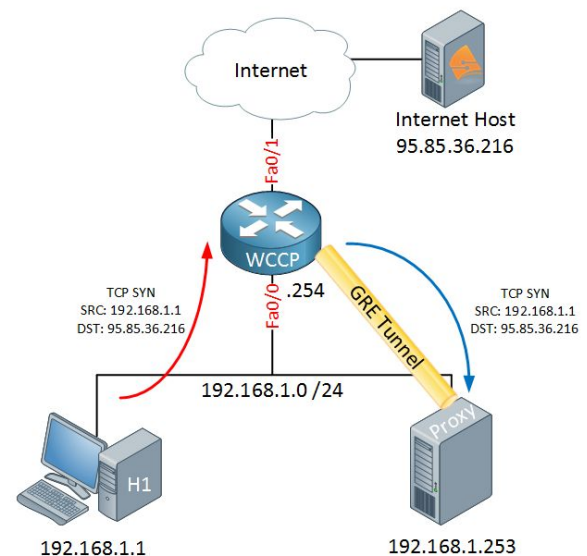 Internet
Internet Host
95.85.36.216
Fa0/1
WCCP
.254
Fa0/0
TCP SYN
SRC: 192.168.1.1
DST: 95.85.36.216
TCP SYN
SRC: 192.168.1.1
DST: 95.85.36.216
GRE Tunnel
192.168.1.0 /24
Proxy
H1
192.168.1.1
192.168.1.253